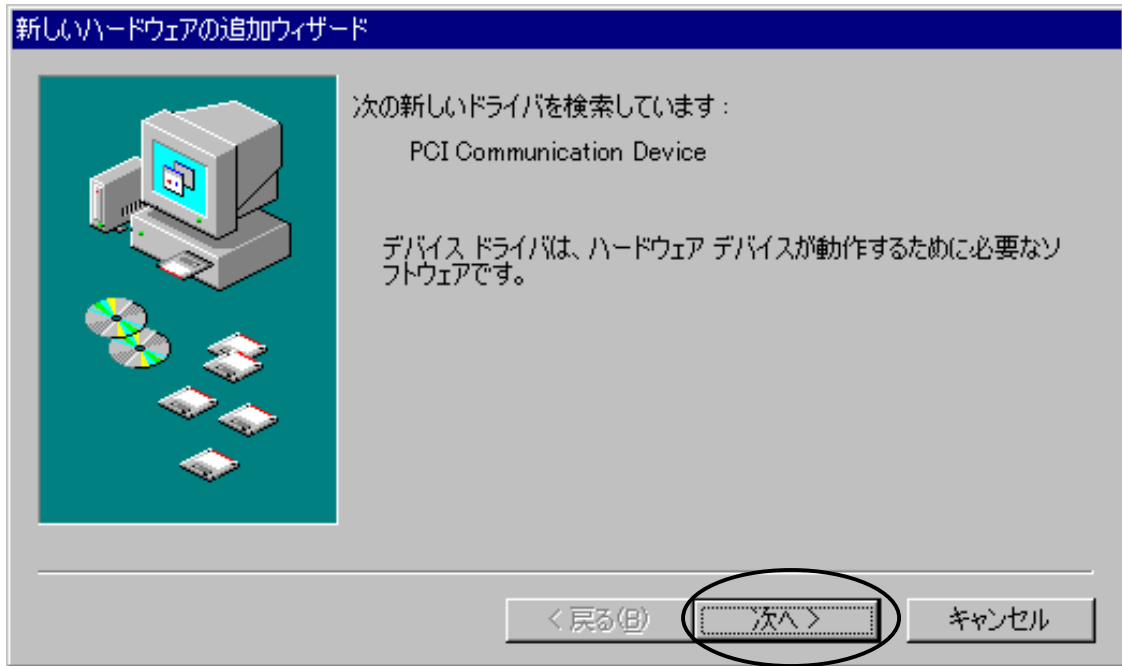 新しいハードウェアの追加ウィザード
次の新しいドライバを検索しています：
PCI Communication Device
デバイス ドライバは、ハードウェア デバイスが動作するために必要なソ
フトウェアです。
< 戻る(B) 次へ > キャンセル